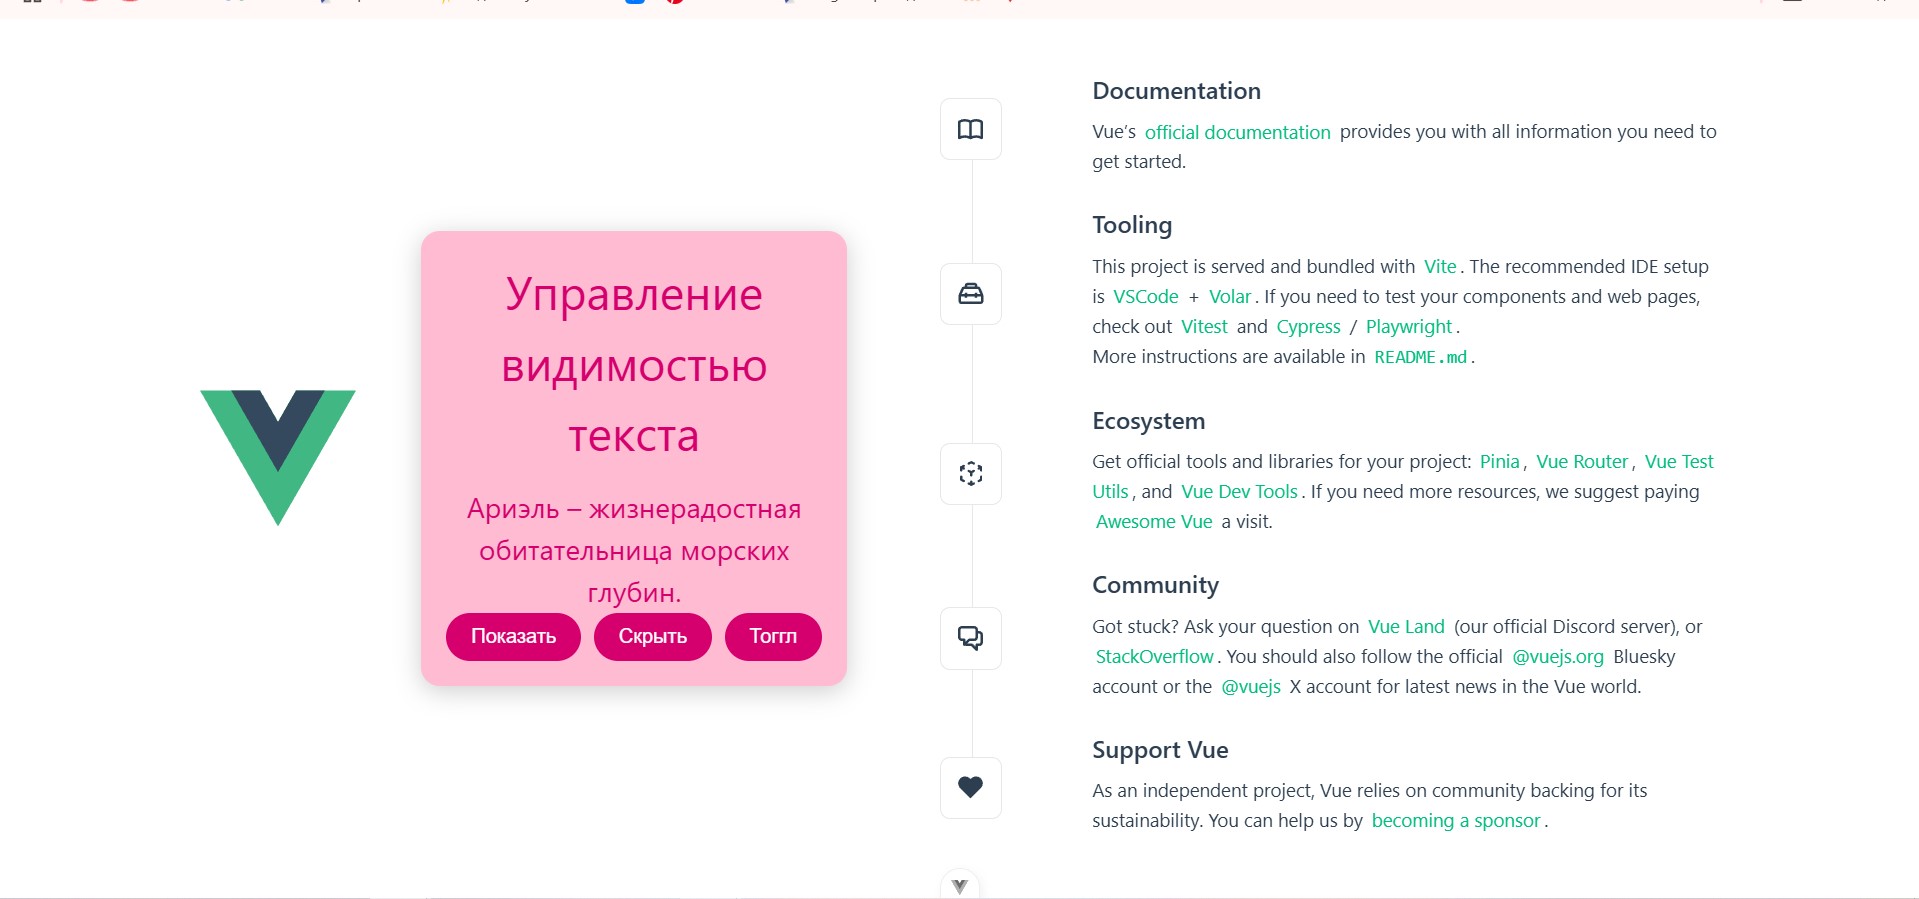 Управление
видимостью
текста
Ариэль – жизнерадостная
обитательница морских
глубин.
Показать Скрыть Тоггл
Documentation
Vue’s official documentation provides you with all information you need to
get started.
Tooling
This project is served and bundled with Vite. The recommended IDE setup
is VSCode + Volar. If you need to test your components and web pages,
check out Vitest and Cypress / Playwright.
More instructions are available in README.md.
Ecosystem
Get official tools and libraries for your project: Pinia, Vue Router, Vue Test
Utils, and Vue Dev Tools. If you need more resources, we suggest paying
Awesome Vue a visit.
Community
Got stuck? Ask your question on Vue Land (our official Discord server), or
StackOverflow. You should also follow the official @vuejs.org Bluesky
account or the @vuejs X account for latest news in the Vue world.
Support Vue
As an independent project, Vue relies on community backing for its
sustainability. You can help us by becoming a sponsor.